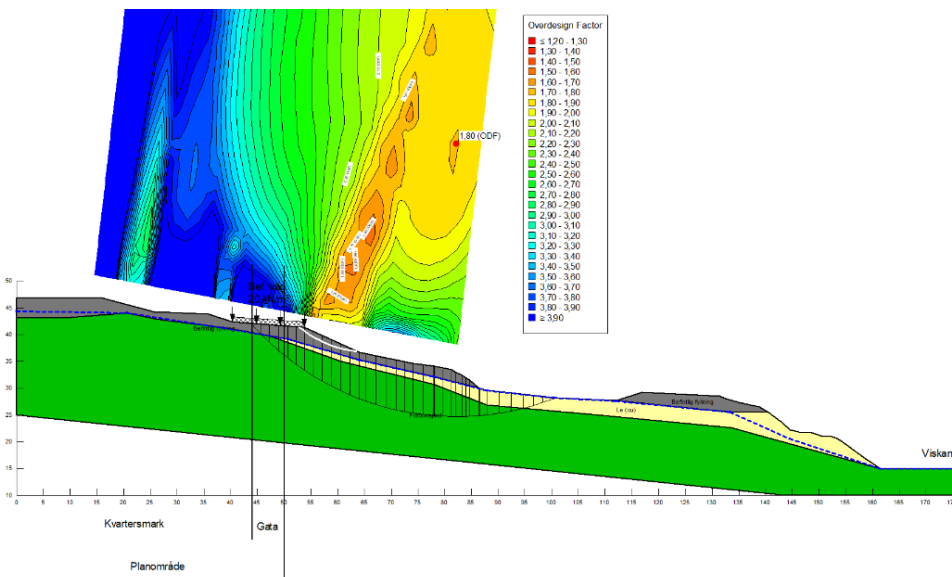 Overdesign Factor
≤ 1,20 - 1,30
1,30 - 1,40
1,40 - 1,50
1,50 - 1,60
1,60 - 1,70
1,70 - 1,80
1,80 - 1,90
1,90 - 2,00
2,00 - 2,10
2,10 - 2,20
2,20 - 2,30
2,30 - 2,40
2,40 - 2,50
2,50 - 2,60
2,60 - 2,70
2,70 - 2,80
2,80 - 2,90
2,90 - 3,00
3,00 - 3,10
3,10 - 3,20
3,20 - 3,30
3,30 - 3,40
3,40 - 3,50
3,50 - 3,60
3,60 - 3,70
3,70 - 3,80
3,80 - 3,90
≥ 3,90
1,80 (ODF)
50
45
40
35
30
25
20
15
10
Befintlig fyllning
Le (os)
Viskan
0 5 10 15 20 25 30 35 40 45 50 55 60 65 70 75 80 85 90 95 100 105 110 115 120 125 130 135 140 145 150 155 160 165 170
Kvartersmark
Gata
Planområde